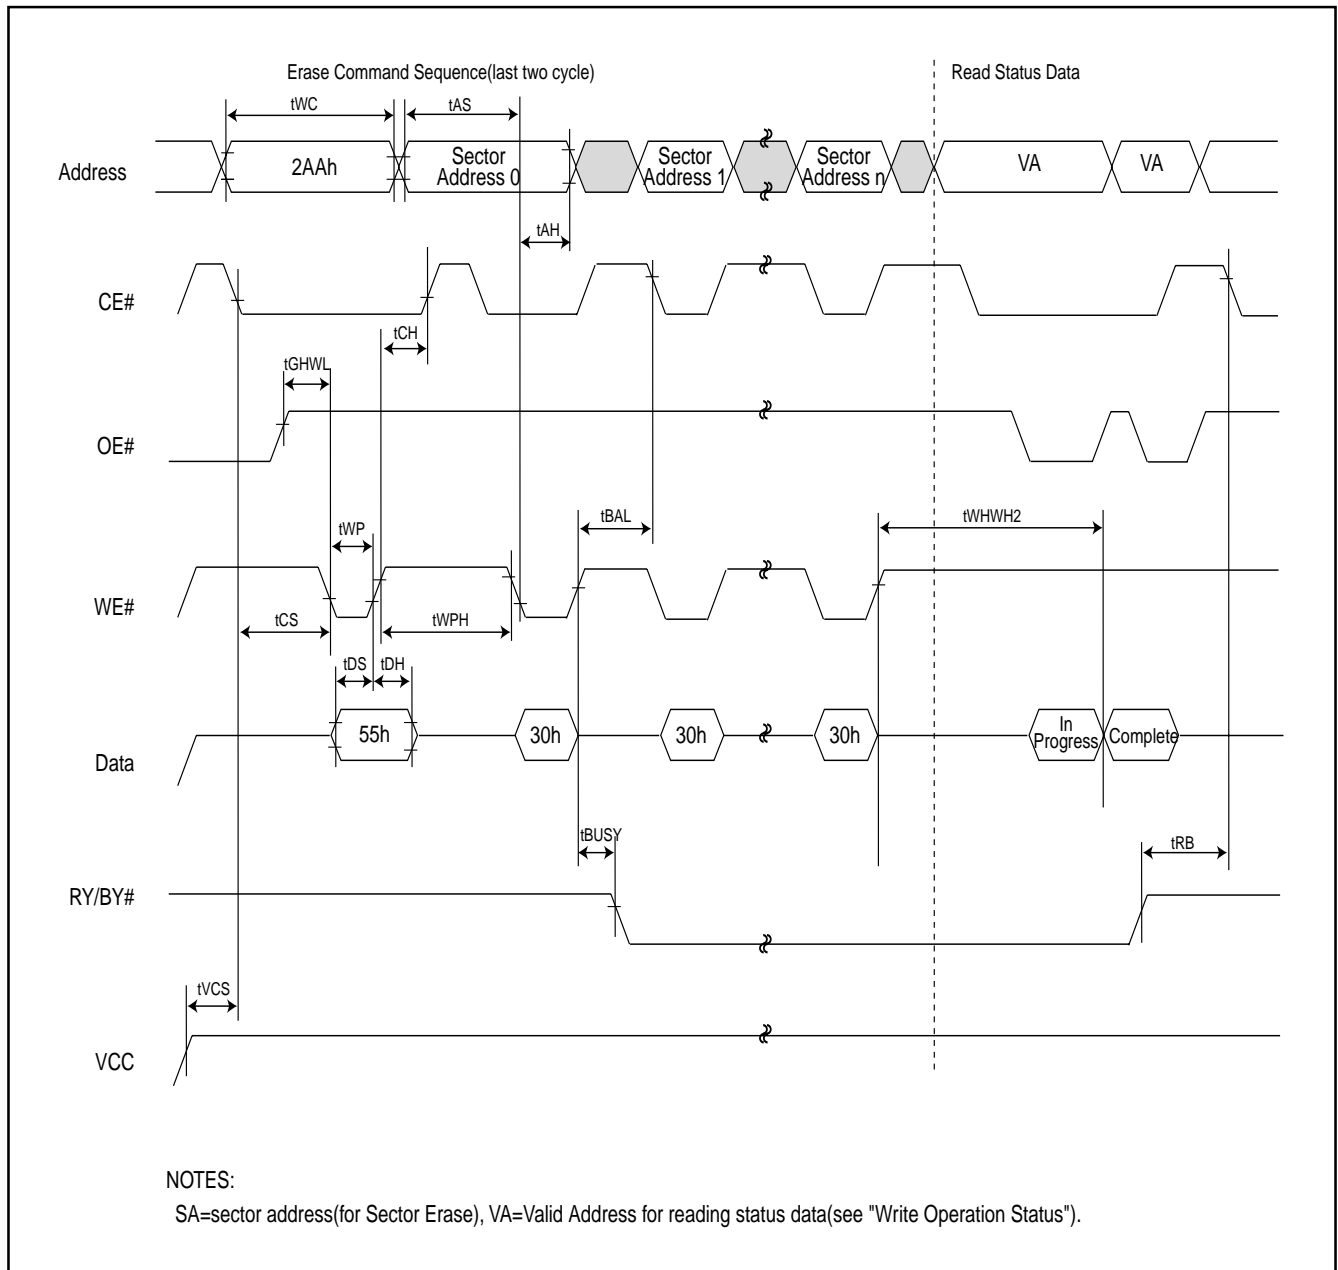 Erase Command Sequence(last two cycle)
Read Status Data
tWC
tAS
Address
2AAh
Sector
Address 0
Sector
Address 1
Sector
Address n
VA
VA
tAH
CE#
tCH
tGHWL
OE#
tBAL
tWHWH2
tWP
WE#
tCS
tWPH
tDS
tDH
Data
55h
30h
30h
30h
In
Progress
Complete
tBUSY
tRB
RY/BY#
tVCS
VCC
NOTES:
SA=sector address(for Sector Erase), VA=Valid Address for reading status data(see "Write Operation Status").